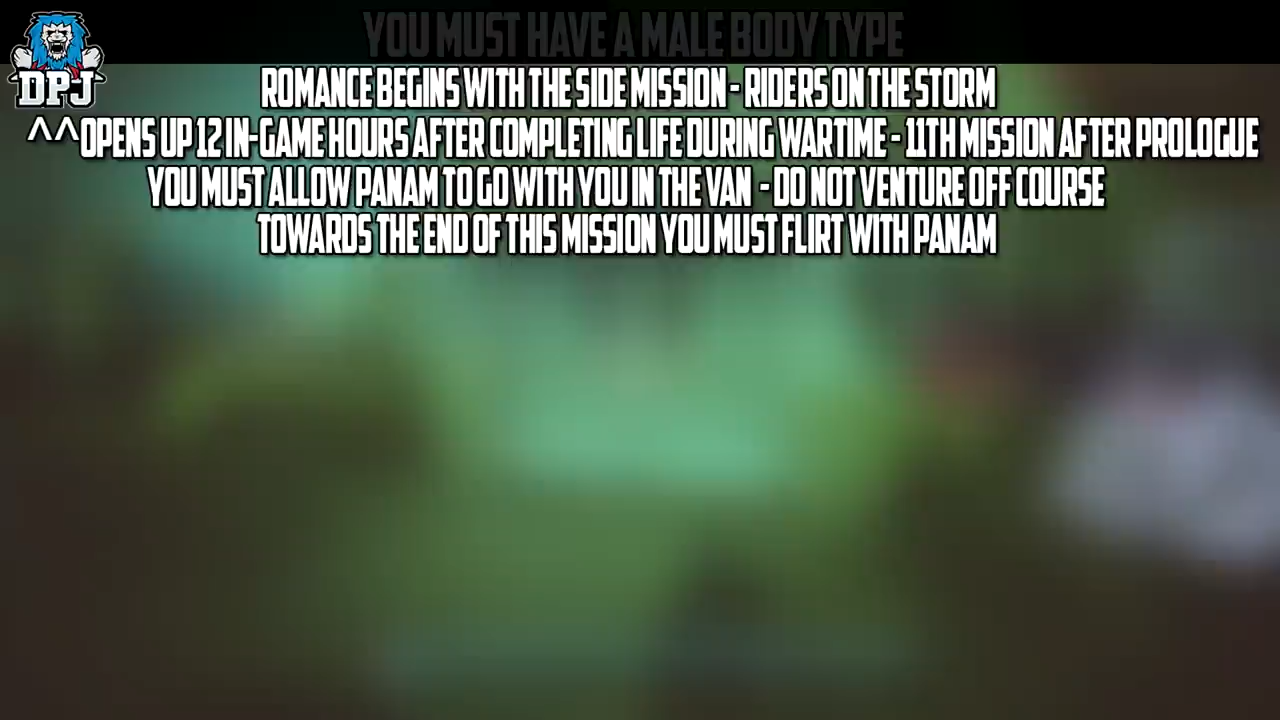 YOU MUST HAVE A MALE BODY TYPE
DPJ
ROMANCE BEGINS WITH THE SIDE MISSION - RIDERS ON THE STORM
^^OPENS UP 12 IN-GAME HOURS AFTER COMPLETING LIFE DURING WARTIME - 11TH MISSION AFTER PROLOGUE
YOU MUST ALLOW PANAM TO GO WITH YOU IN THE VAN - DO NOT VENTURE OFF COURSE
TOWARDS THE END OF THIS MISSION YOU MUST FLIRT WITH PANAM